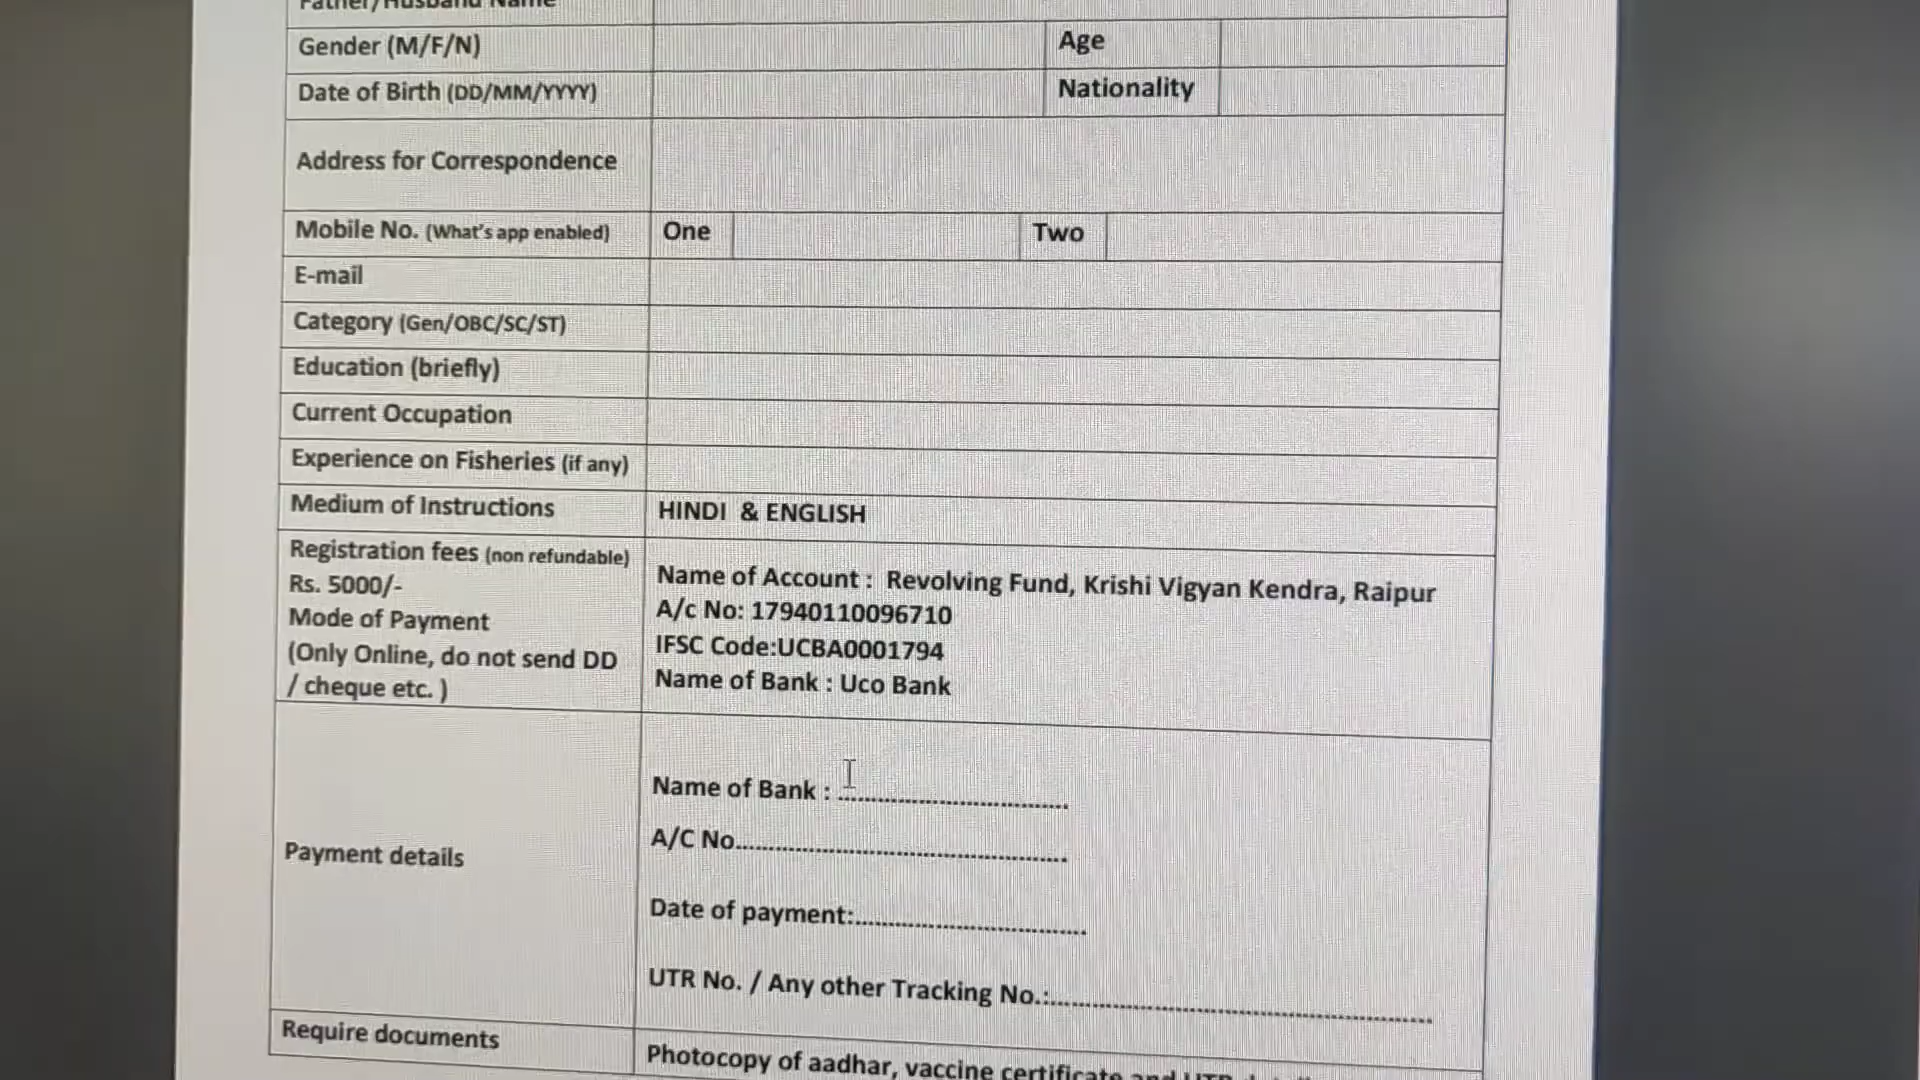 Father/Husband Name
Gender (M/F/N) Age
Date of Birth (DD/MM/YYYY) Nationality
Address for Correspondence
Mobile No. (What's app enabled) One Two
E-mail
Category (Gen/OBC/SC/ST)
Education (briefly)
Current Occupation
Experience on Fisheries (if any)
Medium of Instructions HINDI & ENGLISH
Registration fees (non refundable)
Rs. 5000/-
Mode of Payment
(Only Online, do not send DD
/ cheque etc. )
Name of Account : Revolving Fund, Krishi Vigyan Kendra, Raipur
A/c No: 17940110096710
IFSC Code:UCBA0001794
Name of Bank : Uco Bank
Payment details
Name of Bank : ..................................
A/C No..................................................
Date of payment:...................................
UTR No. / Any other Tracking No.:..........................................................
Require documents
Photocopy of aadhar, vaccine certificate and UTR